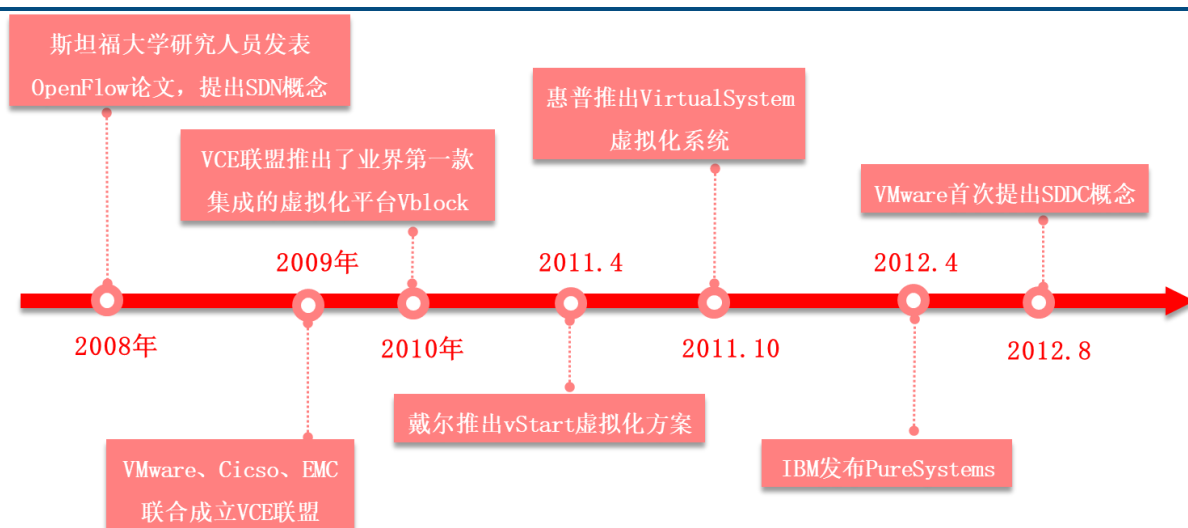 斯坦福大学研究人员发表
OpenFlow论文，提出SDN概念
惠普推出VirtualSystem
虚拟化系统
VCE联盟推出了业界第一款
集成的虚拟化平台Vblock
VMware首次提出SDDC概念
2009年
2011.4
2012.4
2008年
2010年
2011.10
2012.8
戴尔推出vStart虚拟化方案
VMware、Cicso、EMC
联合成立VCE联盟
IBM发布PureSystems